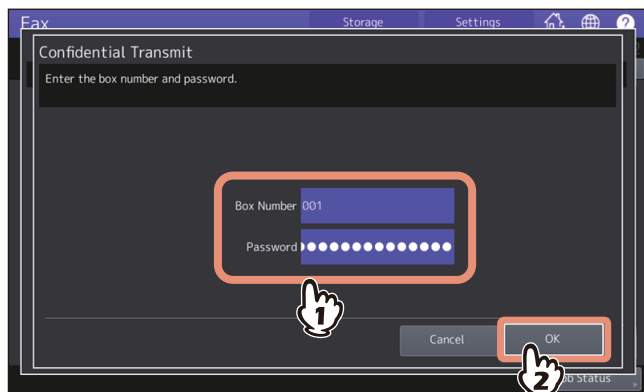 Fax Storage Settings ?
Confidential Transmit
Enter the box number and password.
Box Number 001
Password ●●●●●●●●●●●●●
1
Cancel OK
2
Status